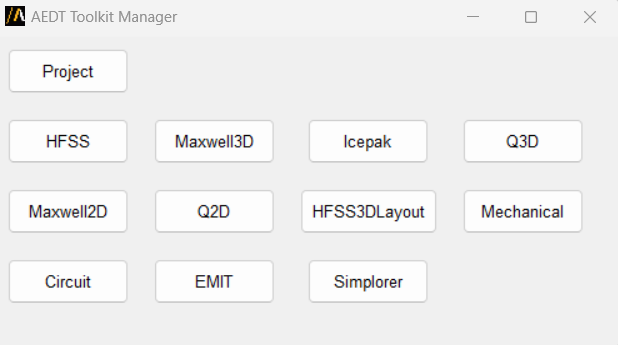 AEDT Toolkit Manager
Project
HFSS Maxwell3D Icepak Q3D
Maxwell2D Q2D HFSS3DLayout Mechanical
Circuit EMIT Simplorer